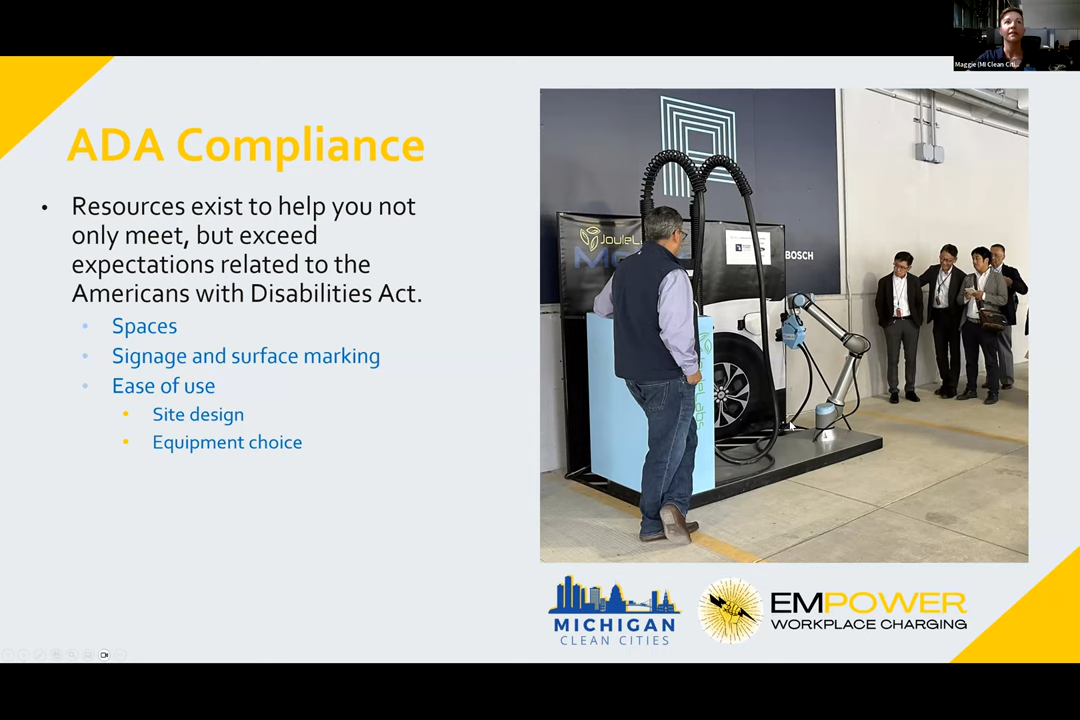 Maggie (MI Clean Citi...
ADA Compliance
• Resources exist to help you not
only meet, but exceed
expectations related to the
Americans with Disabilities Act.
• Spaces
• Signage and surface marking
• Ease of use
• Site design
• Equipment choice
BOSCH
JouleLabs
MICHIGAN
CLEAN CITIES
EMPOWER
WORKPLACE CHARGING